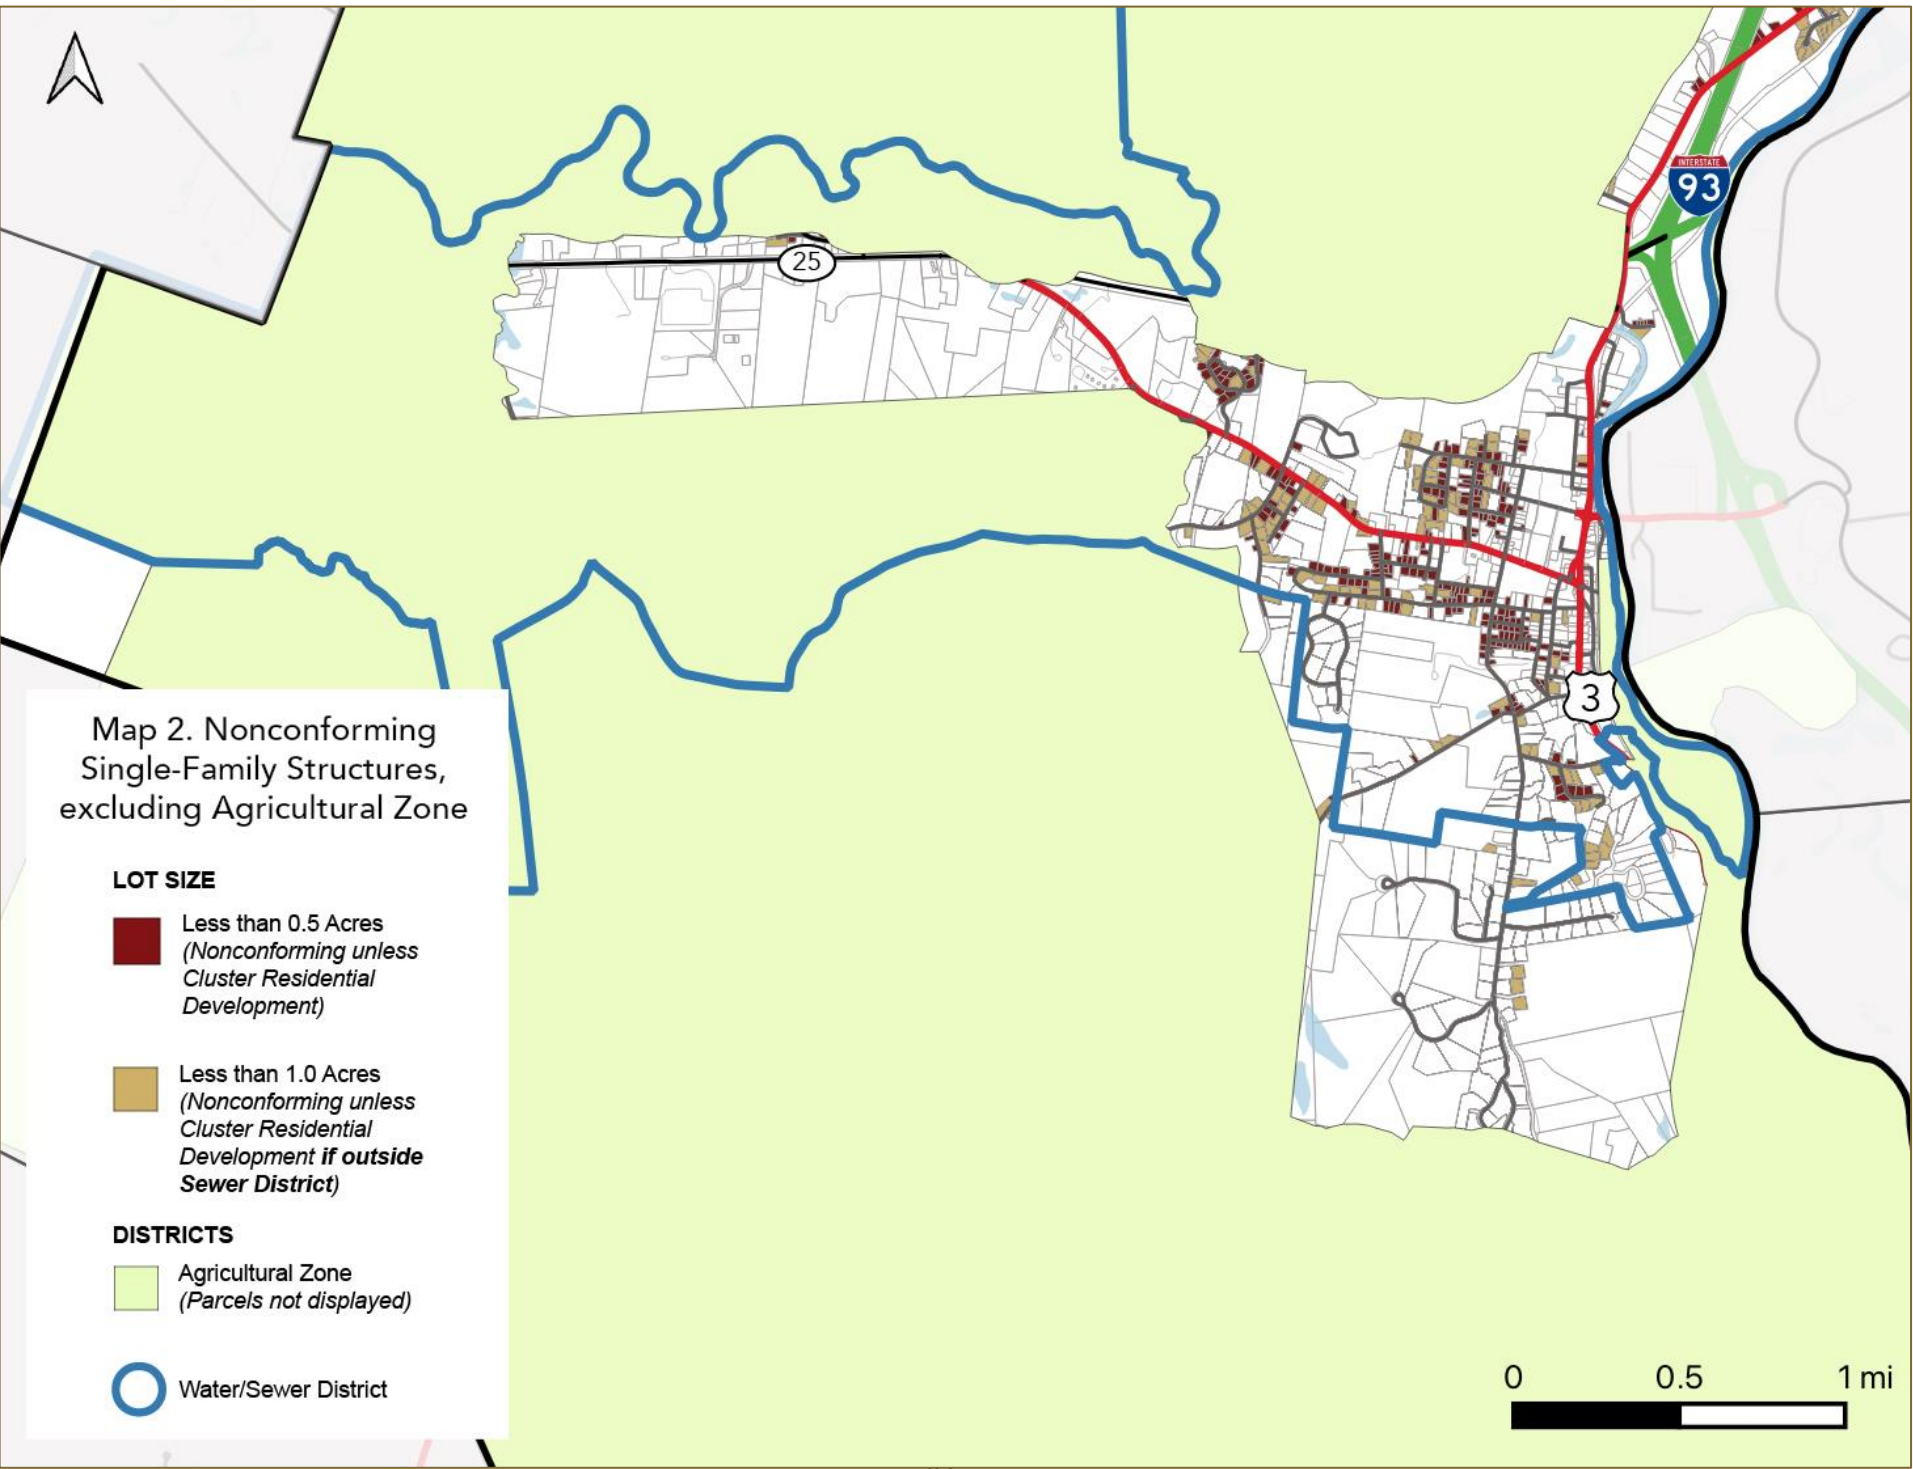 INTERSTATE
93
25
3
Map 2. Nonconforming
Single-Family Structures,
excluding Agricultural Zone
LOT SIZE
Less than 0.5 Acres
(Nonconforming unless
Cluster Residential
Development)
Less than 1.0 Acres
(Nonconforming unless
Cluster Residential
Development if outside
Sewer District)
DISTRICTS
Agricultural Zone
(Parcels not displayed)
Water/Sewer District
0 0.5 1 mi